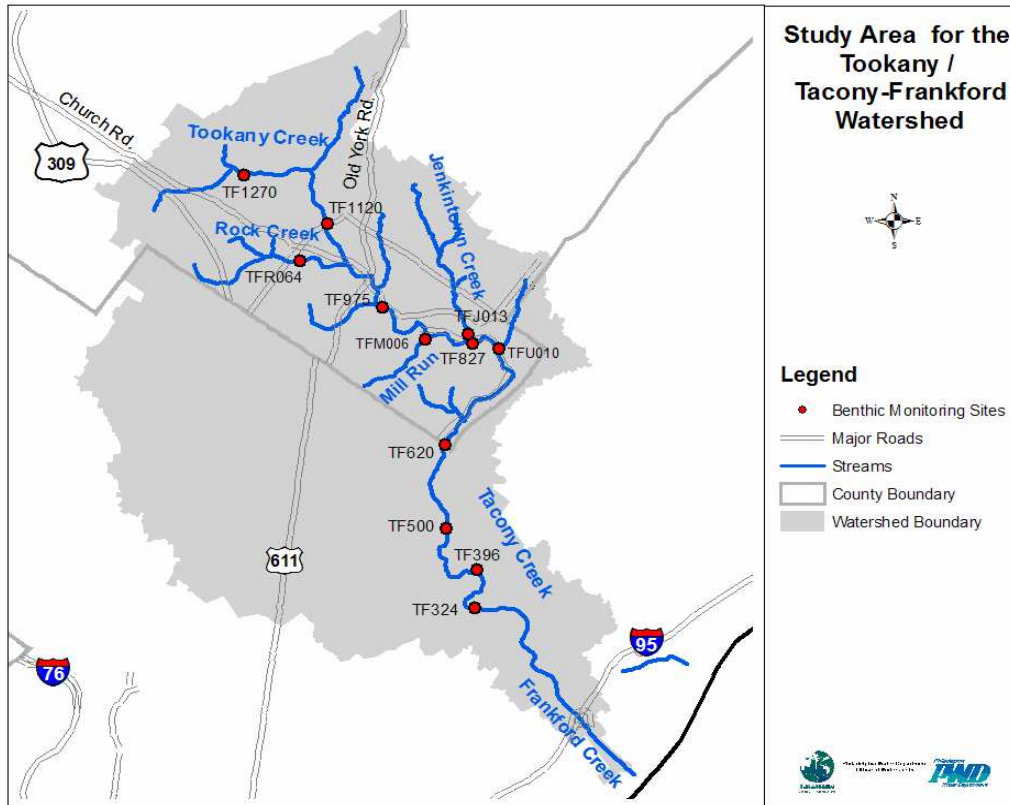 Study Area for the
Tookany /
Tacony-Frankford
Watershed
N
W E
S
Church Rd.
309
Tookany Creek
Old York Rd.
Jenkintown Creek
TF1270
TF1120
Rock Creek
TFR064
TF975
TFJ013
TFM006
TF827
TFU010
Mill Run
TF620
TF500
Tacony Creek
TF396
611
TF324
95
76
Frankford Creek
Legend
Benthic Monitoring Sites
Major Roads
Streams
County Boundary
Watershed Boundary
PWD